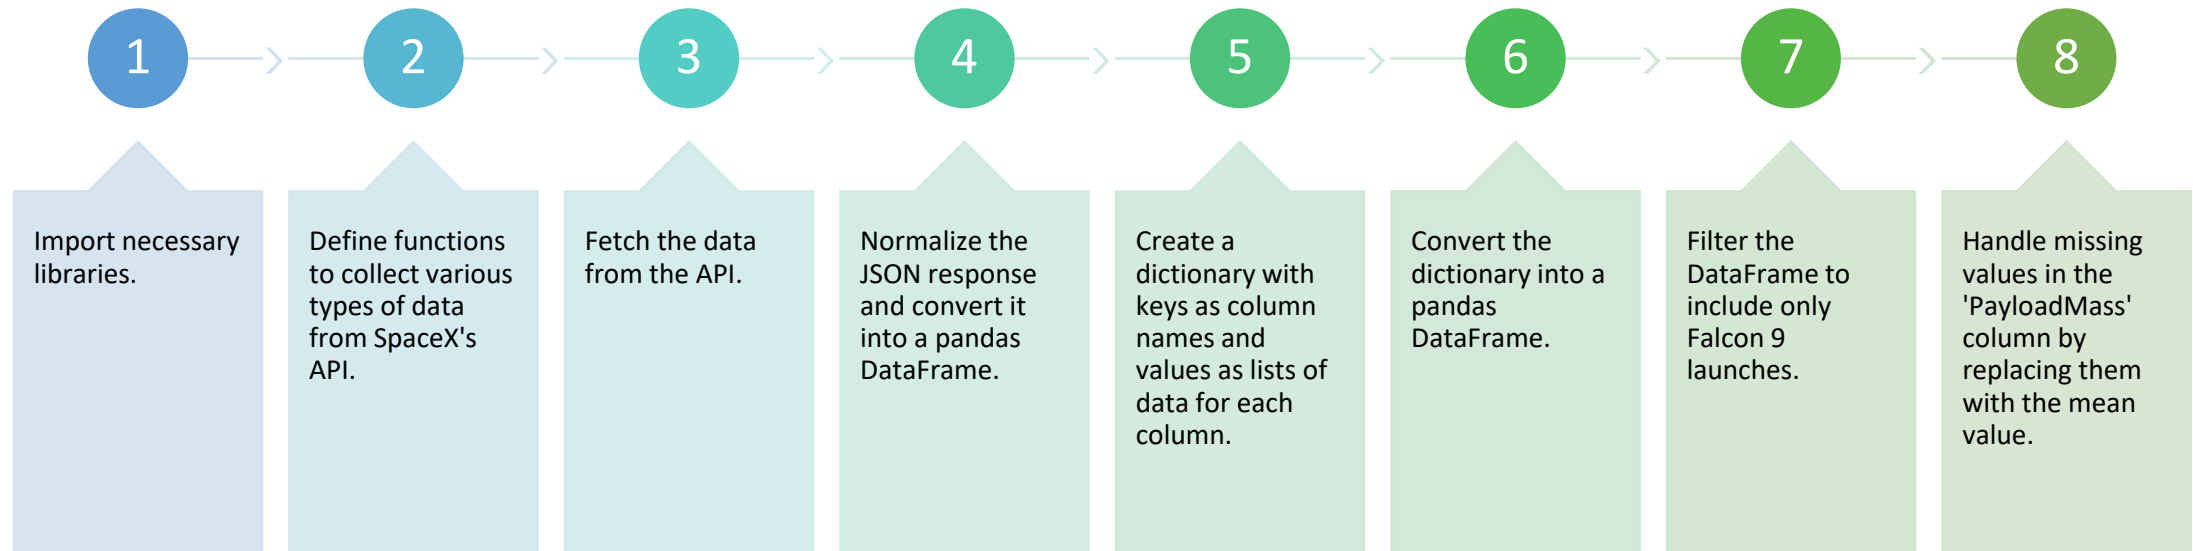 1
2
3
4
5
6
7
8
Import necessary
libraries.
Define functions
to collect various
types of data
from SpaceX's
API.
Fetch the data
from the API.
Normalize the
JSON response
and convert it
into a pandas
DataFrame.
Create a
dictionary with
keys as column
names and
values as lists of
data for each
column.
Convert the
dictionary into a
pandas
DataFrame.
Filter the
DataFrame to
include only
Falcon 9
launches.
Handle missing
values in the
'PayloadMass'
column by
replacing them
with the mean
value.